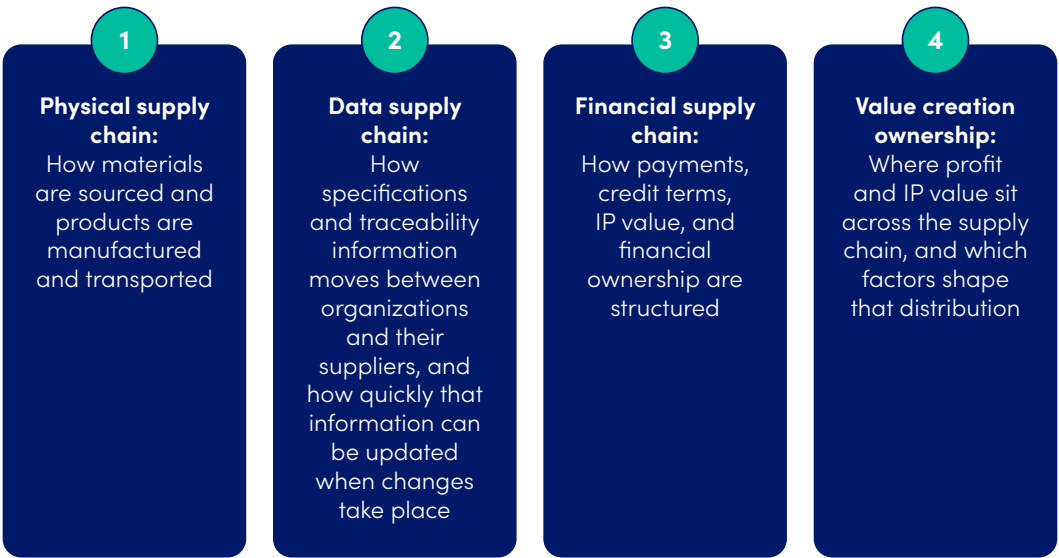 1
Physical supply
chain:
How materials
are sourced and
products are
manufactured
and transported
2
Data supply
chain:
How
specifications
and traceability
information
moves between
organizations
and their
suppliers, and
how quickly that
information can
be updated
when changes
take place
3
Financial supply
chain:
How payments,
credit terms,
IP value, and
financial
ownership are
structured
4
Value creation
ownership:
Where profit
and IP value sit
across the supply
chain, and which
factors shape
that distribution